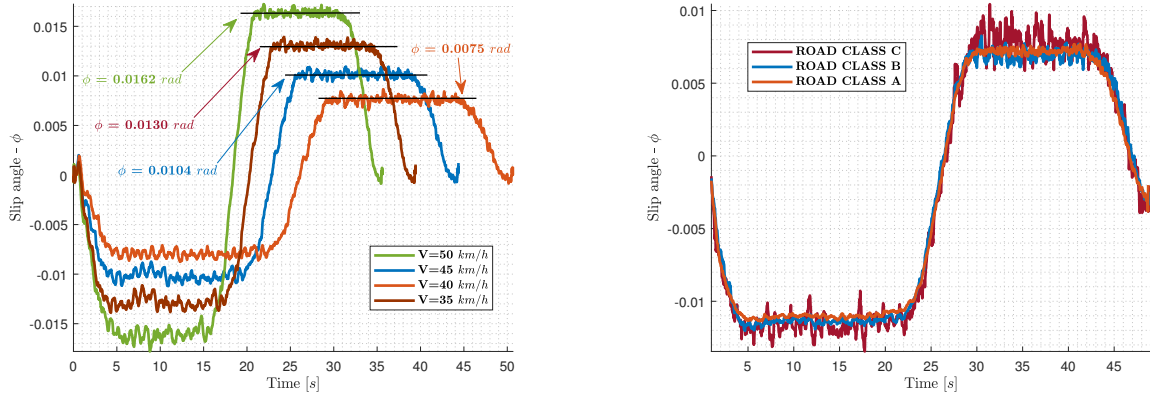 0.015
0.01
0.005
0
-0.005
-0.01
-0.015
Slip angle - ϕ
ϕ = 0.0162 rad
ϕ = 0.0130 rad
ϕ = 0.0104 rad
ϕ = 0.0075 rad
V=50 km/h
V=45 km/h
V=40 km/h
V=35 km/h
0 5 10 15 20 25 30 35 40 45 50
Time [s]
0.01
0.005
0
-0.005
-0.01
Slip angle - ϕ
ROAD CLASS C
ROAD CLASS B
ROAD CLASS A
5 10 15 20 25 30 35 40 45
Time [s]